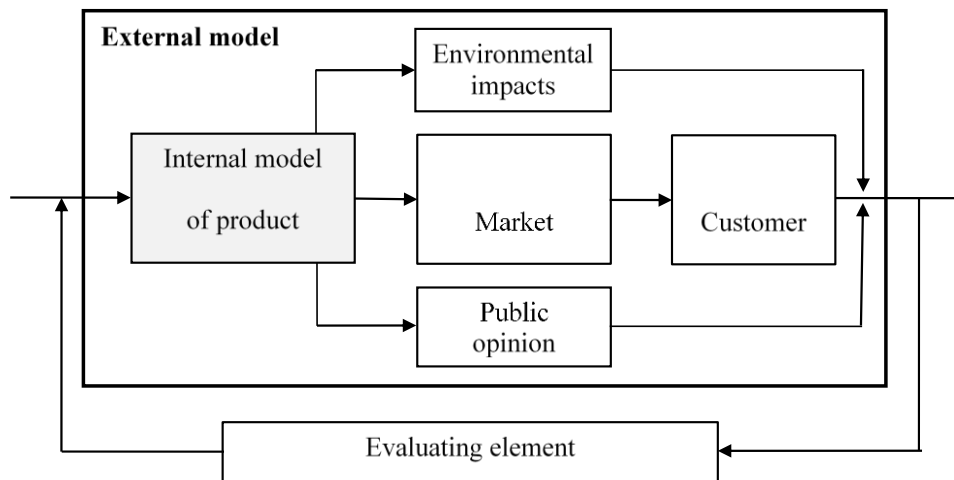 External model
Environmental
impacts
Internal model
of product
Market
Customer
Public
opinion
Evaluating element